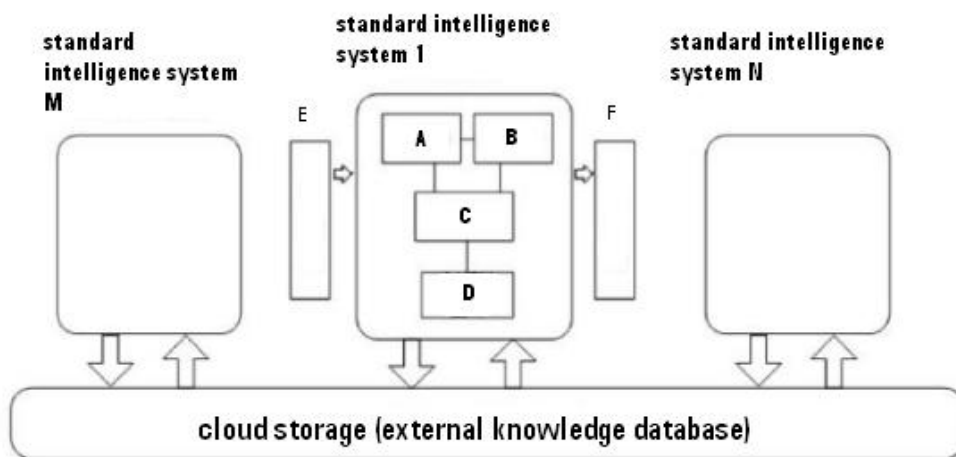 standard
intelligence system
M
standard intelligence
system 1
standard intelligence
system N
E
F
A
B
C
D
cloud storage (external knowledge database)